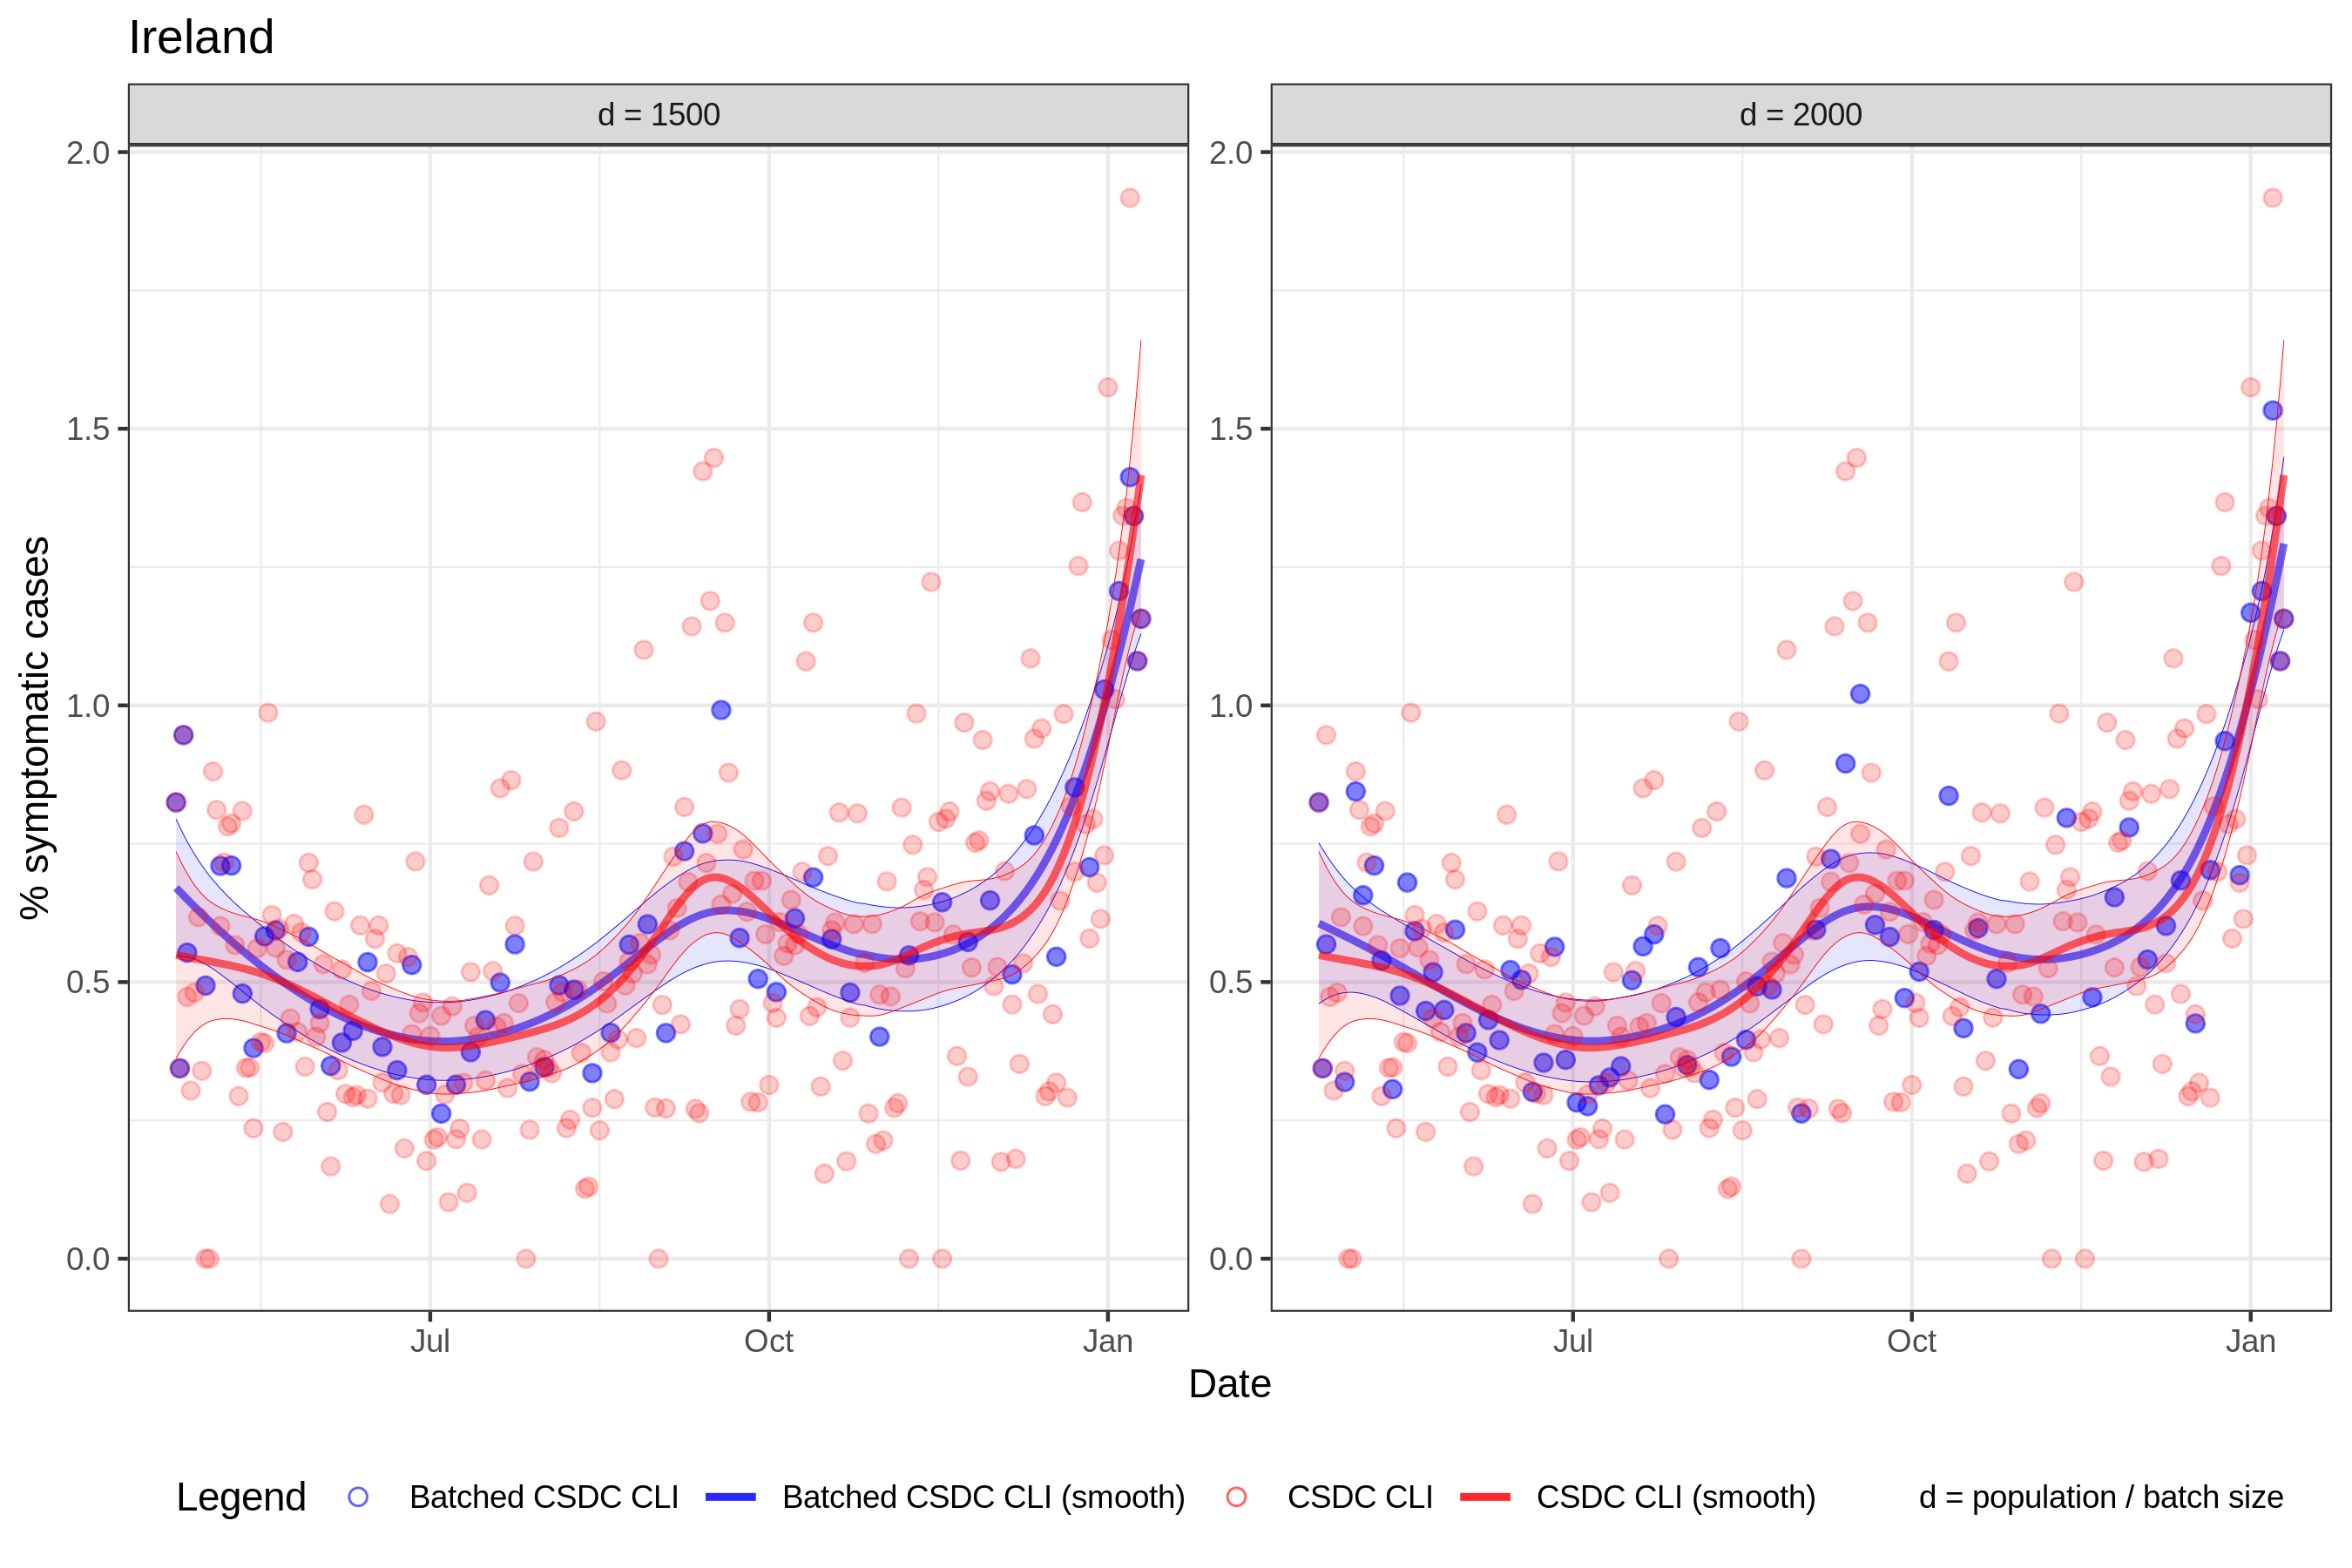 Ireland
d = 1500
d = 2000
% symptomatic cases
2.0
1.5
1.0
0.5
0.0
2.0
1.5
1.0
0.5
0.0
Jul Oct Jan
Jul Oct Jan
Date
Legend Batched CSDC CLI Batched CSDC CLI (smooth) CSDC CLI CSDC CLI (smooth) d = population / batch size